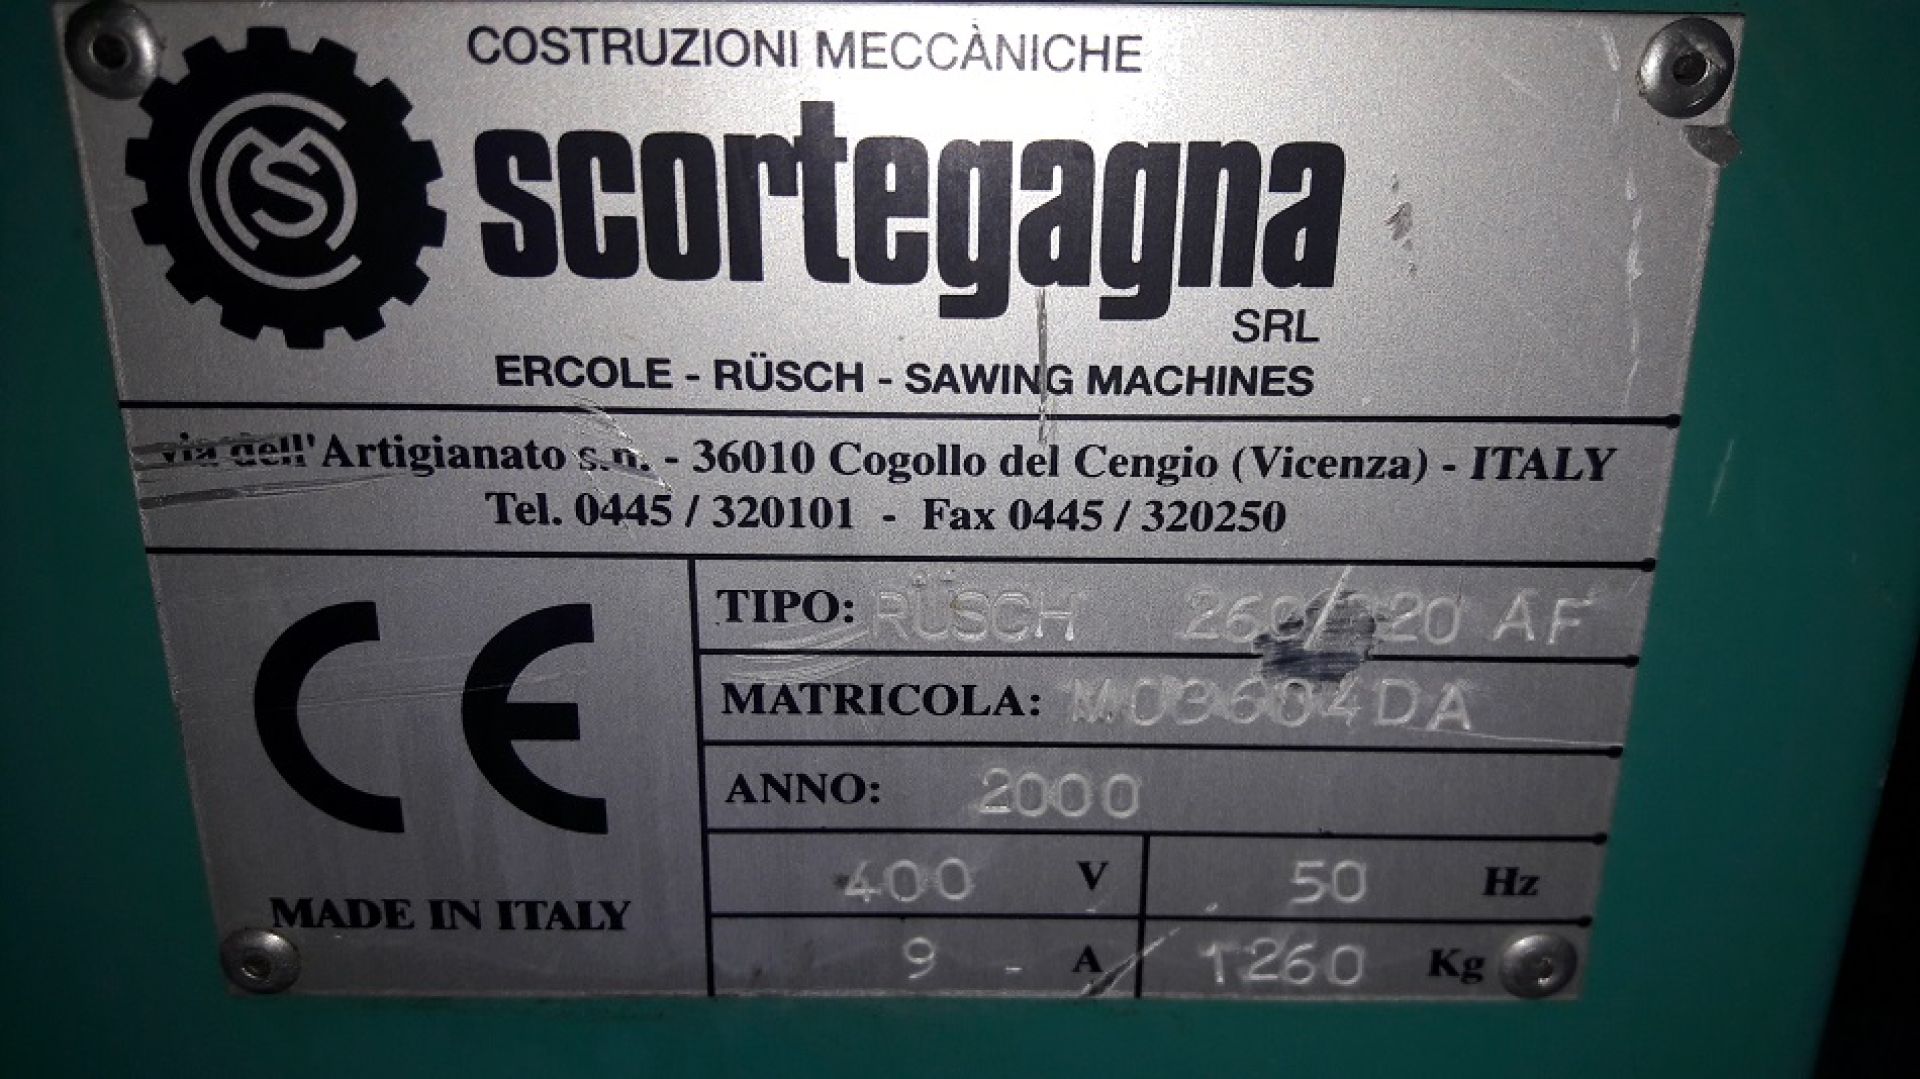 COSTRUZIONI MECCÀNICHE
CMS
scortegagna
SRL
ERCOLE - RÜSCH - SAWING MACHINES
via dell'Artigianato s.n. - 36010 Cogollo del Cengio (Vicenza) - ITALY
Tel. 0445 / 320101 - Fax 0445 / 320250
CE
MADE IN ITALY
TIPO: RÜSCH AF
MATRICOLA: M03604DA
ANNO: 2000
400 V 50 Hz
9 A 1260 Kg